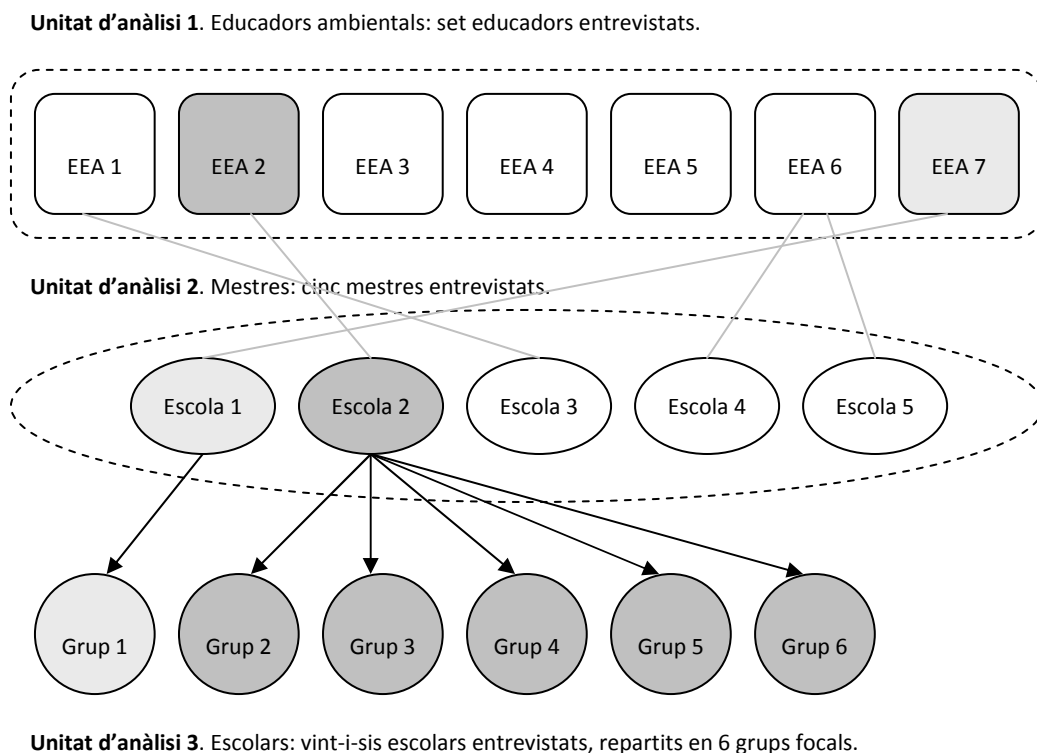 Unitat d’anàlisi 1. Educadors ambientals: set educadors entrevistats.
EEA 1 EEA 2 EEA 3 EEA 4 EEA 5 EEA 6 EEA 7
Unitat d’anàlisi 2. Mestres: cinc mestres entrevistats.
Escola 1 Escola 2 Escola 3 Escola 4 Escola 5
Grup 1 Grup 2 Grup 3 Grup 4 Grup 5 Grup 6
Unitat d’anàlisi 3. Escolars: vint-i-sis escolars entrevistats, repartits en 6 grups focals.